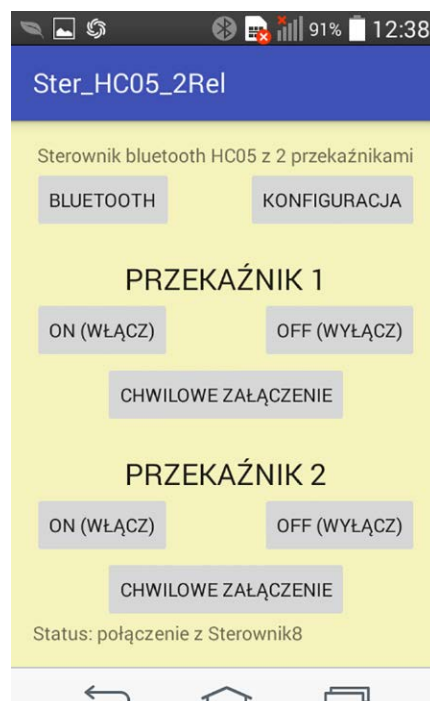 91% 12:38
Ster_HC05_2Rel
Sterownik bluetooth HC05 z 2 przekaźnikami
BLUETOOTH KONFIGURACJA
PRZEKAŹNIK 1
ON (WŁĄCZ) OFF (WYŁĄCZ)
CHWILOWE ZAŁĄCZENIE
PRZEKAŹNIK 2
ON (WŁĄCZ) OFF (WYŁĄCZ)
CHWILOWE ZAŁĄCZENIE
Status: połączenie z Sterownik8